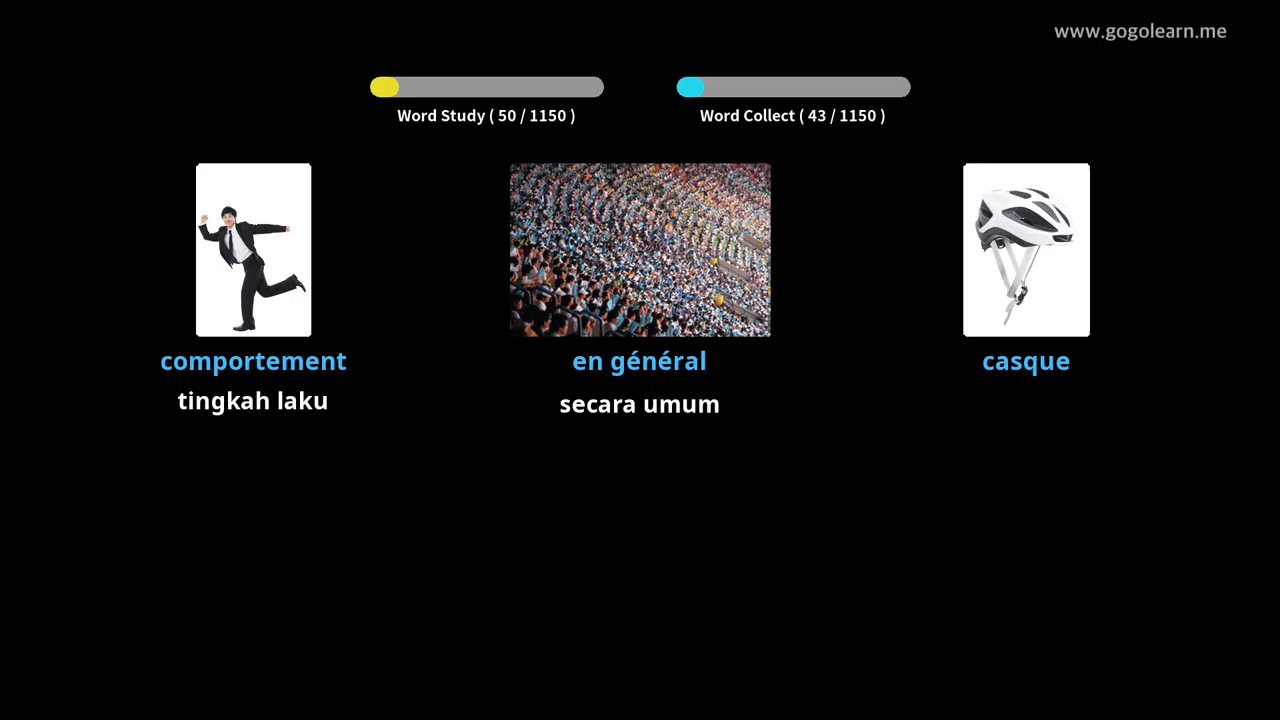 www.gogolearn.me
Word Study ( 50 / 1150 )
Word Collect ( 43 / 1150 )
comportement
tingkah laku
en général
secara umum
casque